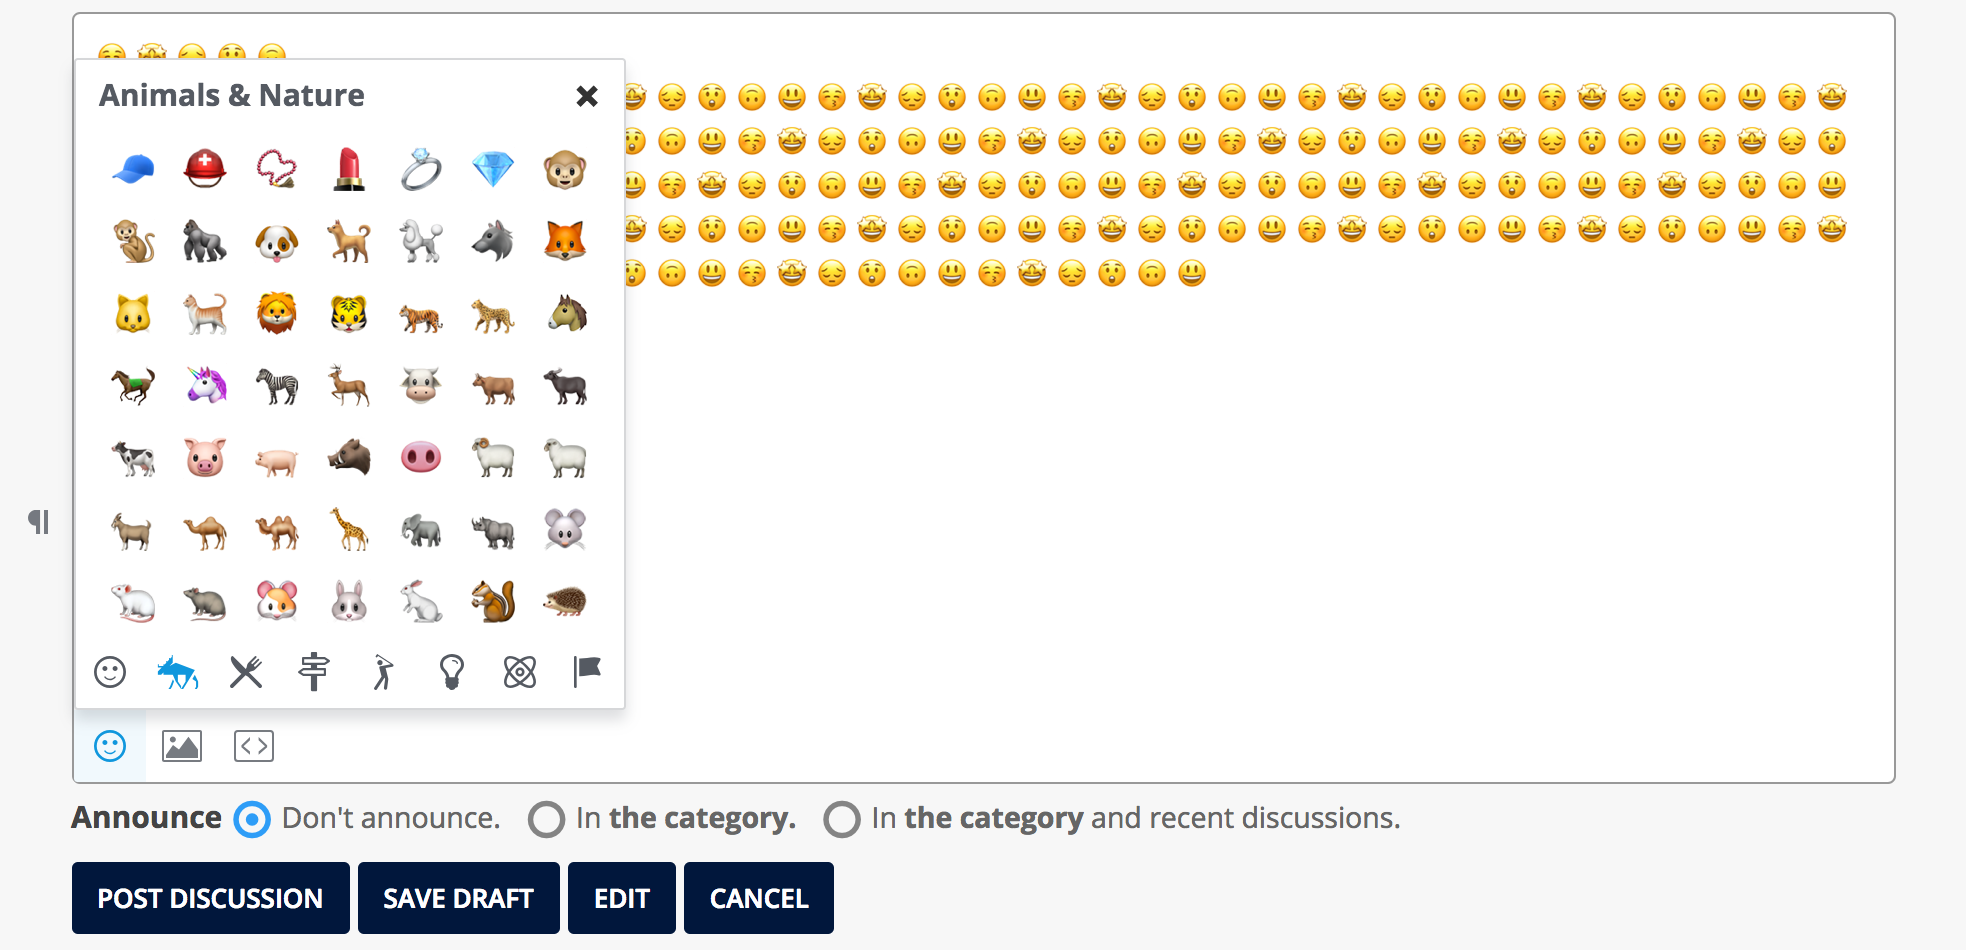 Animals & Nature
Announce Don't announce. In the category. In the category and recent discussions.
POST DISCUSSION SAVE DRAFT EDIT CANCEL